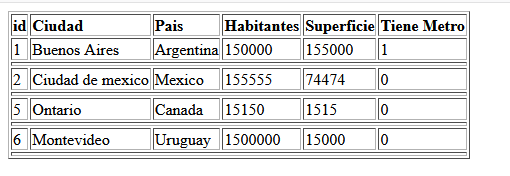 id Ciudad Pais Habitantes Superficie Tiene Metro
1 Buenos Aires Argentina 150000 155000 1
2 Ciudad de mexico Mexico 155555 74474 0
5 Ontario Canada 15150 1515 0
6 Montevideo Uruguay 1500000 15000 0